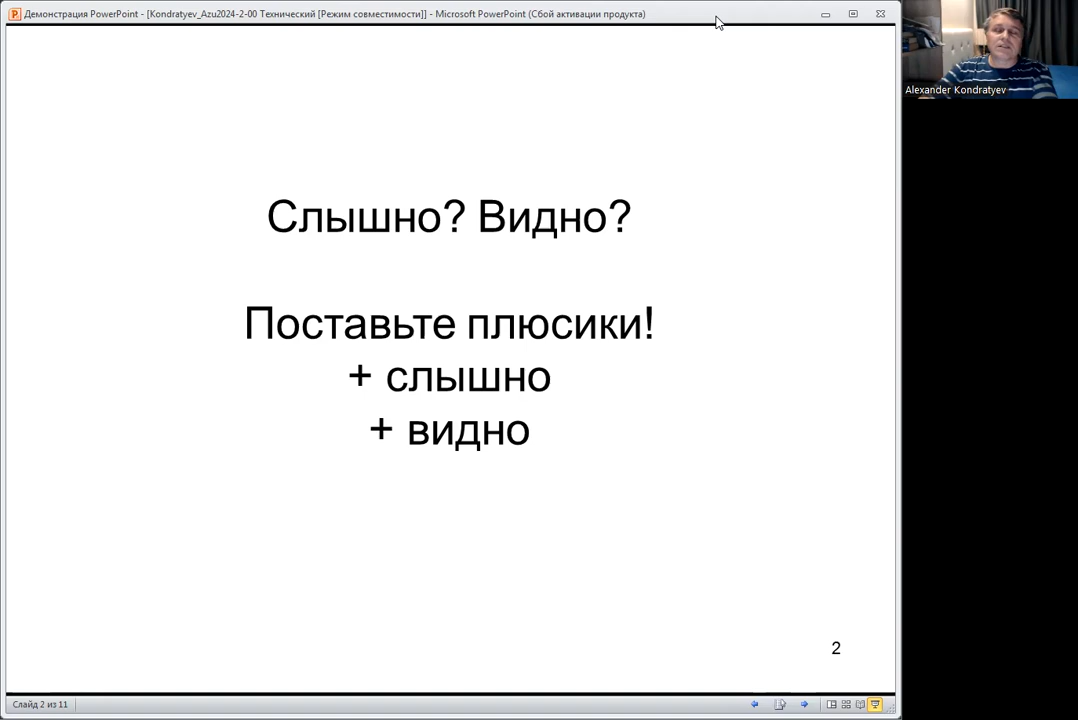 Демонстрация PowerPoint - [Kondratyev_Azu2024-2-00 Технический [Режим совместимости]] - Microsoft PowerPoint (Сбой активации продукта)
Alexander Kondratyev
Слышно? Видно?
Поставьте плюсики!
+ слышно
+ видно
2
Слайд 2 из 11